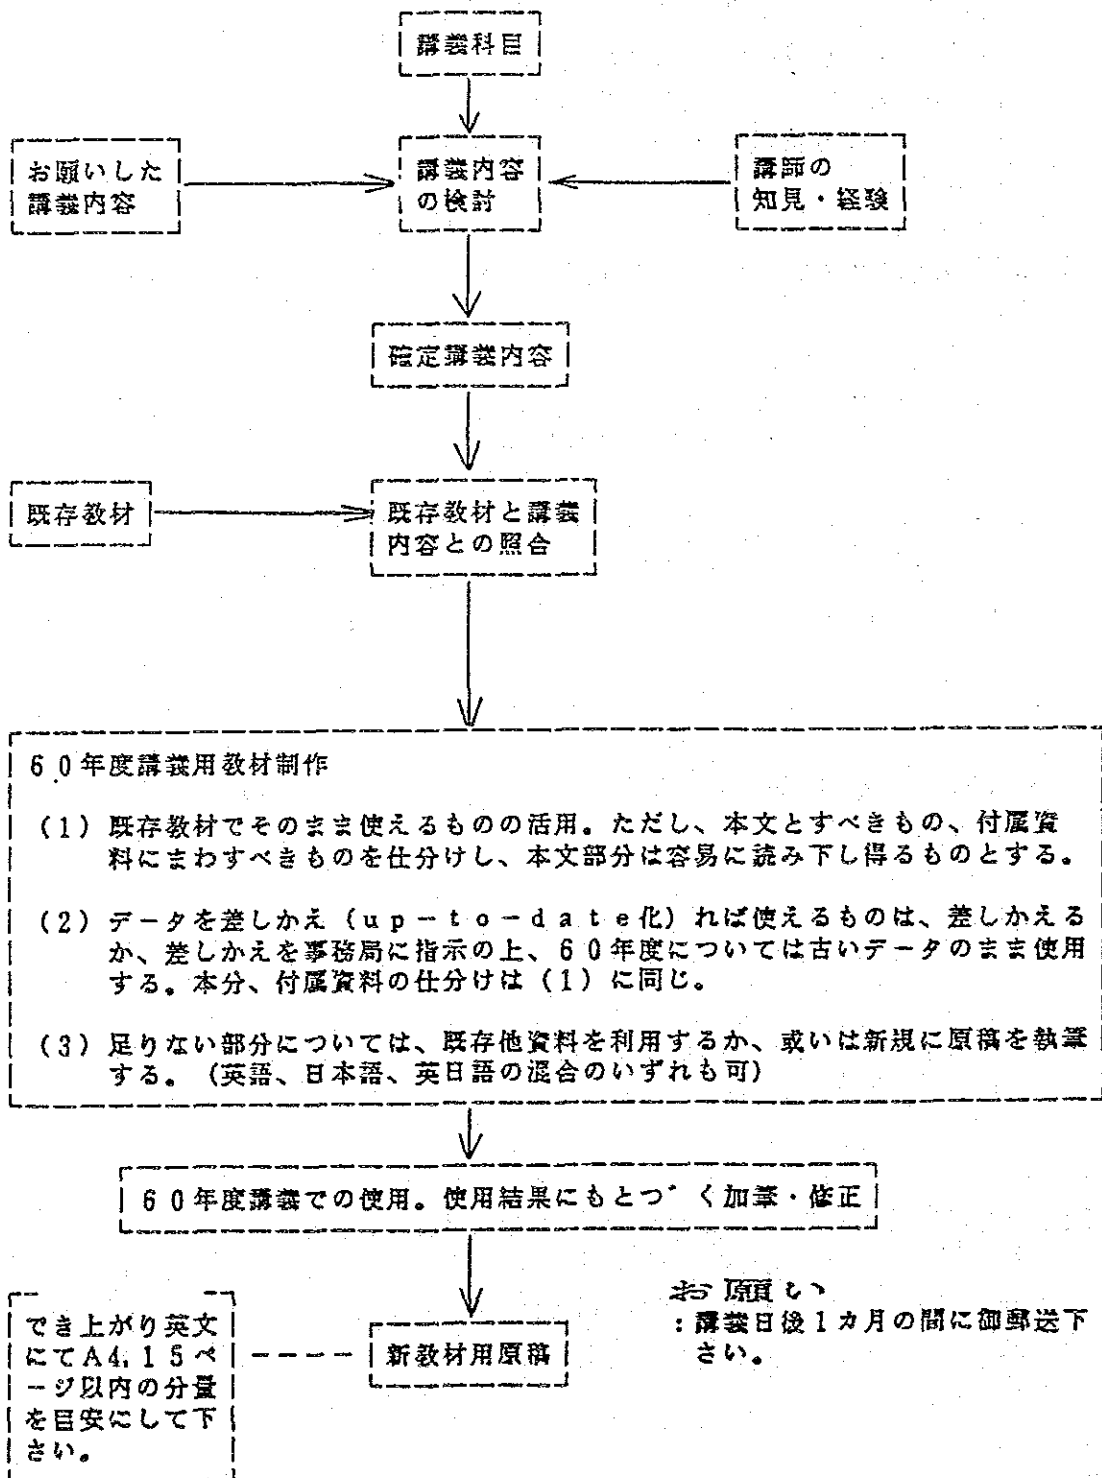 講義科目
お願いした
講義内容
講義内容
の検討
講師の
知見・経験
確定講義内容
既存教材
既存教材と講義
内容との照合
60年度講義用教材制作
(1) 既存教材でそのまま使えるものの活用。ただし、本文とすべきもの、付属資
料にまわすべきものを仕分けし、本文部分は容易に読み下し得るものとする。
(2) データを差しかえ (up-to-date化) れば使えるものは、差しかえる
か、差しかえを事務局に指示の上、60年度については古いデータのまま使用
する。本分、付属資料の仕分けは (1) に同じ。
(3) 足りない部分については、既存他資料を利用するか、或いは新規に原稿を執筆
する。 (英語、日本語、英日語の混合のいずれも可)
60年度講義での使用。使用結果にもとづく加筆・修正
でき上がり英文
にてA4, 15ペ
ージ以内の分量
を目安にして下
さい。
新教材用原稿
お願い
:講義日後1カ月の間に御郵送下
さい。